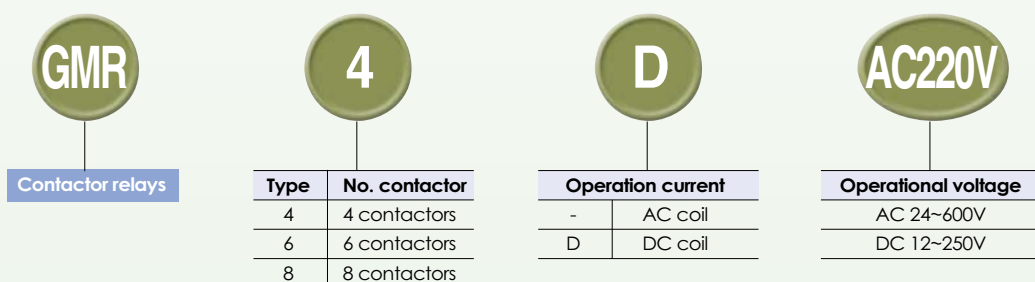 GMR 4 D AC220V
Contactor relays
Type No. contactor
4 4 contactors
6 6 contactors
8 8 contactors
Operation current
- AC coil
D DC coil
Operational voltage
AC 24~600V
DC 12~250V